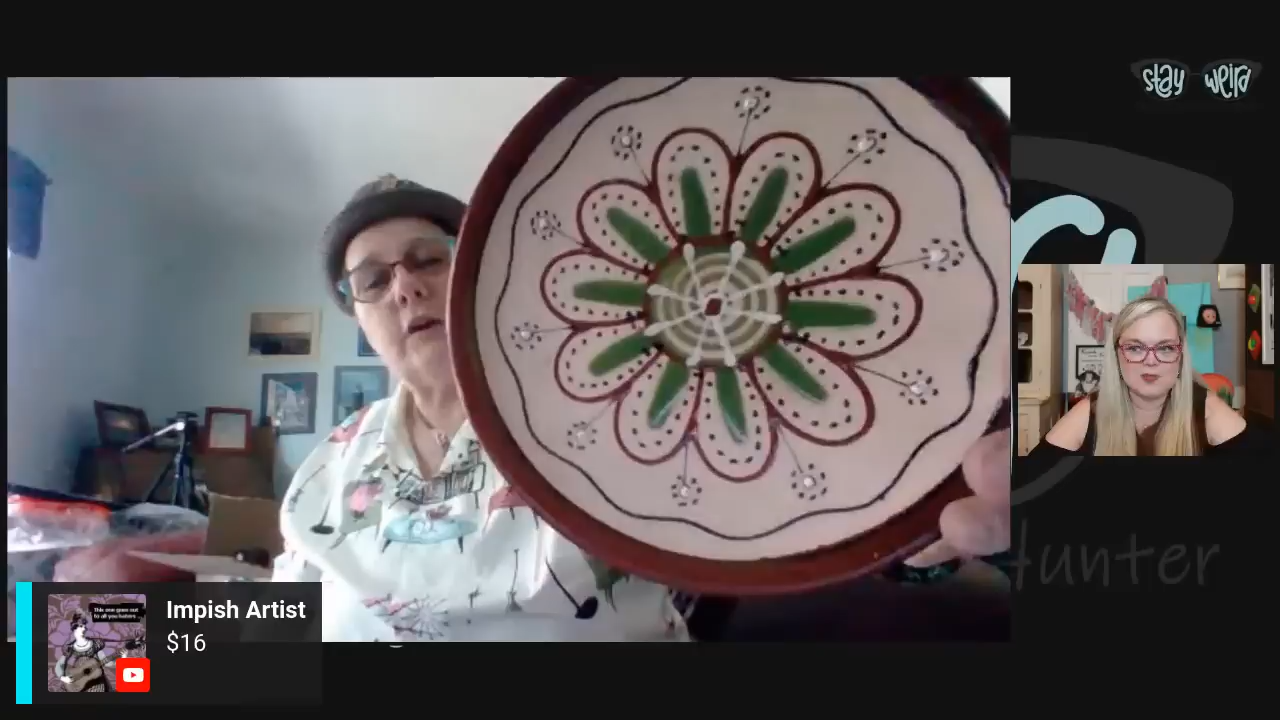 stay weird
Hunter
This one goes out
to all you haters...
Impish Artist
$16